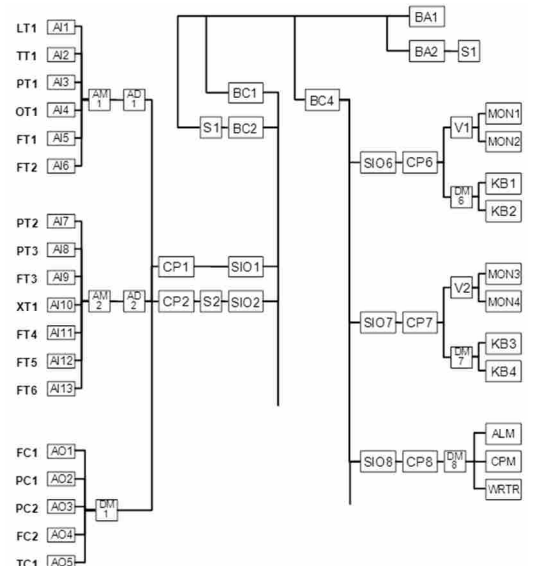 BA1
LT1 AI1
TT1 AI2 BA2 S1
PT1 AI3
AM 1 AD 1 BC1 BC4
OT1 AI4 MON1
S1 BC2 V1
FT1 AI5 MON2
FT2 AI6 SIO6 CP6
DM 6 KB1
KB2
PT2 AI7
PT3 AI8
CP1 SIO1
FT3 AI9 MON3
V2
XT1 AI10 AM 2 AD 2 CP2 S2 SIO2 MON4
FT4 AI11 SIO7 CP7
FT5 AI12 KB3
DM 7
FT6 AI13 KB4
ALM
FC1 AO1
SIO8 CP8 DM 8 CPM
PC1 AO2
WRTR
PC2 AO3
DM 1
FC2 AO4
TC1 AO5